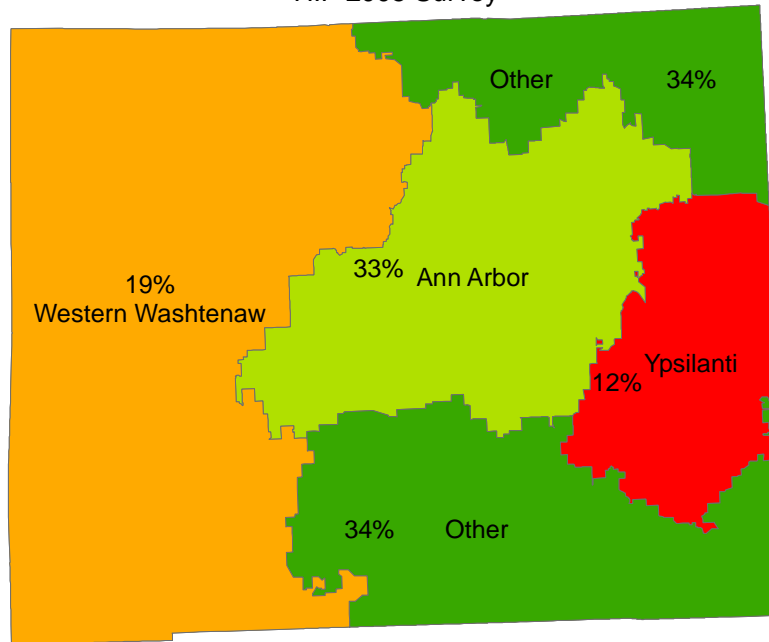 Other
34%
33%
Ann Arbor
19%
Western Washtenaw
Ypsilanti
12%
34%
Other